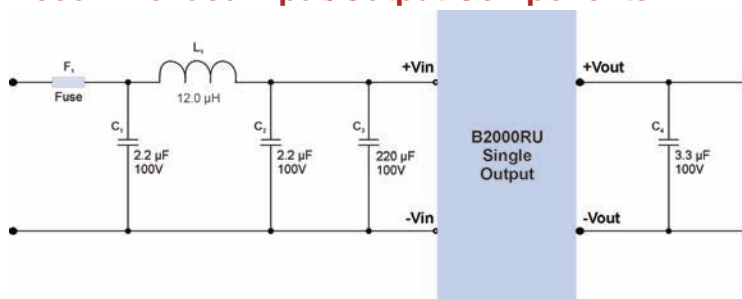 F₁
Fuse
L₁
12.0 µH
C₁
2.2 µF
100V
C₂
2.2 µF
100V
C₃
220 µF
100V
+Vin
-Vin
B2000RU
Single
Output
+Vout
-Vout
C₄
3.3 µF
100V